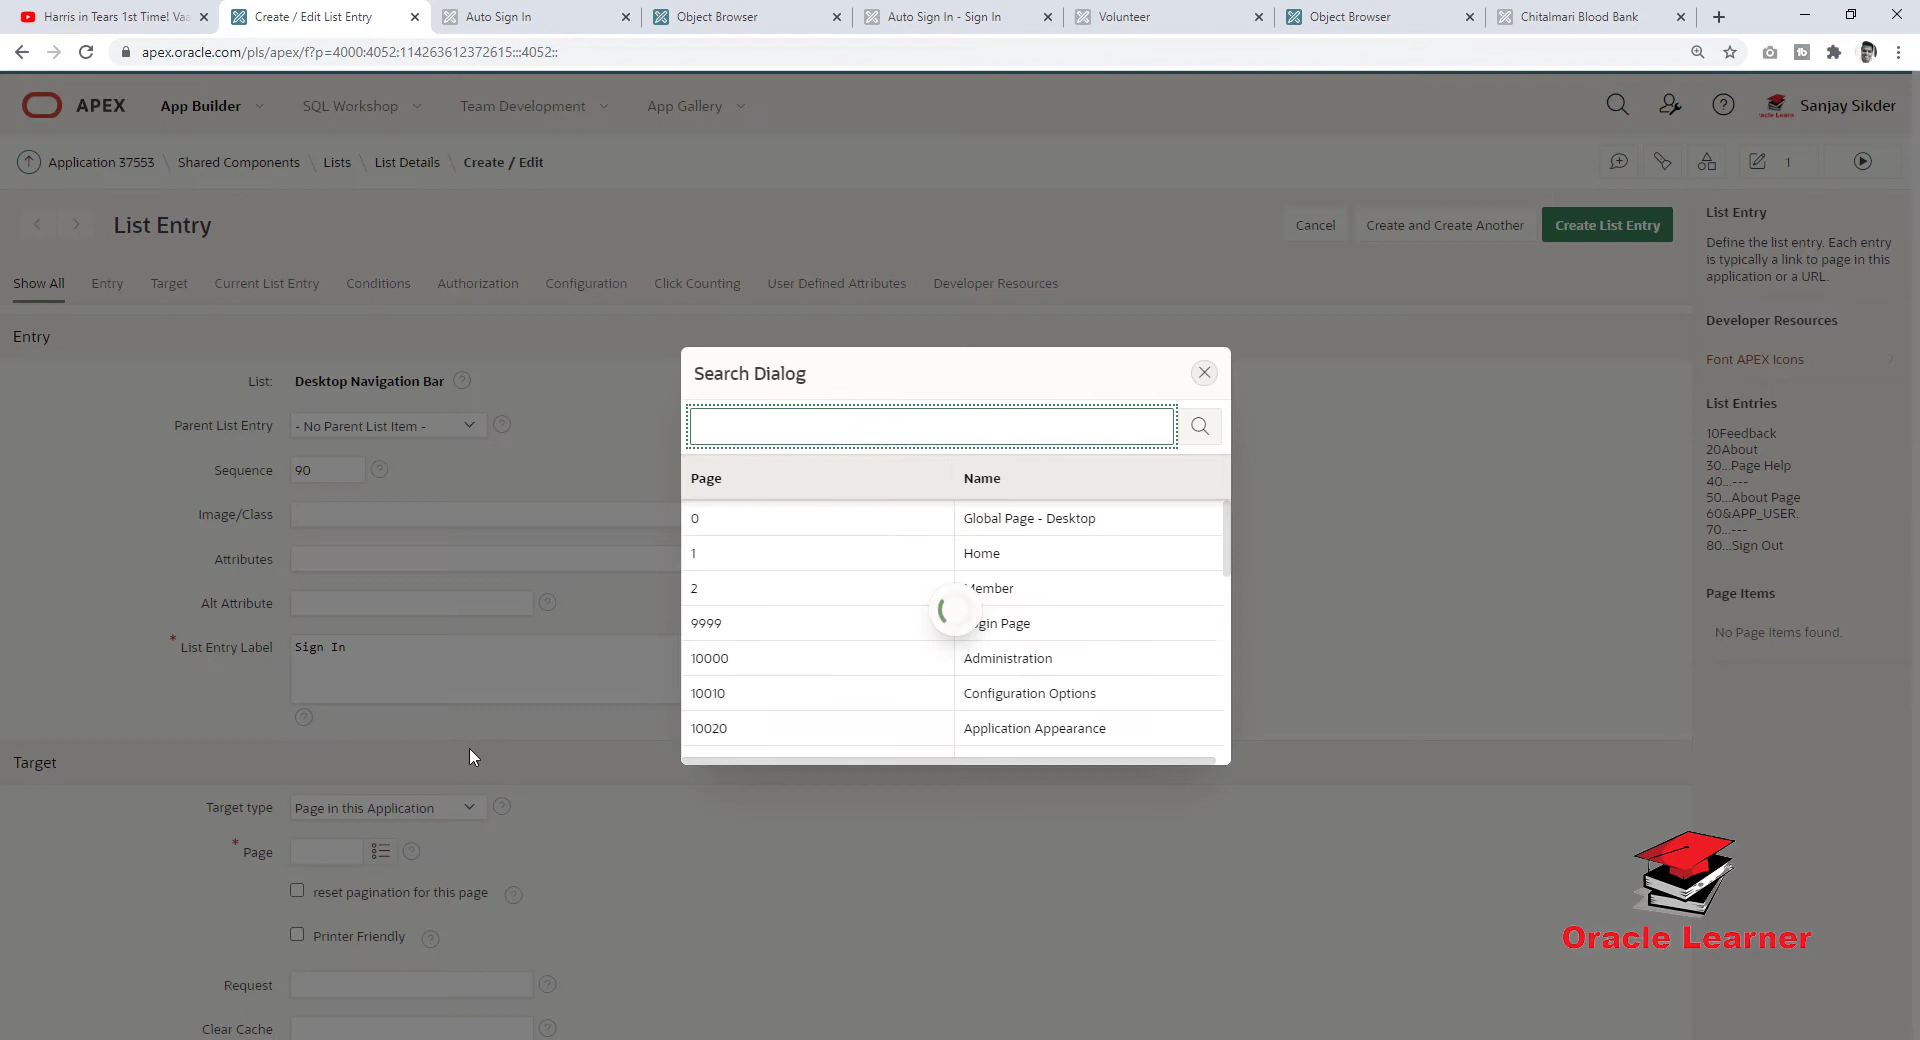 Harris in Tears 1st Time! Vaa
Create / Edit List Entry
Auto Sign In
Object Browser
Auto Sign In - Sign In
Volunteer
Object Browser
Chitalmari Blood Bank
apex.oracle.com/pls/apex/f?p=4000:4052:114263612372615:::4052::
APEX
App Builder
SQL Workshop
Team Development
App Gallery
Sanjay Sikder
Application 37553 \ Shared Components \ Lists \ List Details \ Create / Edit
1
List Entry
Cancel
Create and Create Another
Create List Entry
Show All
Entry
Target
Current List Entry
Conditions
Authorization
Configuration
Click Counting
User Defined Attributes
Developer Resources
Entry
List: Desktop Navigation Bar
Parent List Entry - No Parent List Item -
Sequence 90
Image/Class
Attributes
Alt Attribute
* List Entry Label Sign In
Target
Target type Page in this Application
* Page
reset pagination for this page
Printer Friendly
Request
Clear Cache
Search Dialog
Page Name
0 Global Page - Desktop
1 Home
2 Member
9999 Login Page
10000 Administration
10010 Configuration Options
10020 Application Appearance
List Entry
Define the list entry. Each entry
is typically a link to page in this
application or a URL.
Developer Resources
Font APEX Icons
List Entries
10Feedback
20About
30...Page Help
40...---
50...About Page
60&APP_USER.
70...---
80...Sign Out
Page Items
No Page Items found.
Oracle Learner